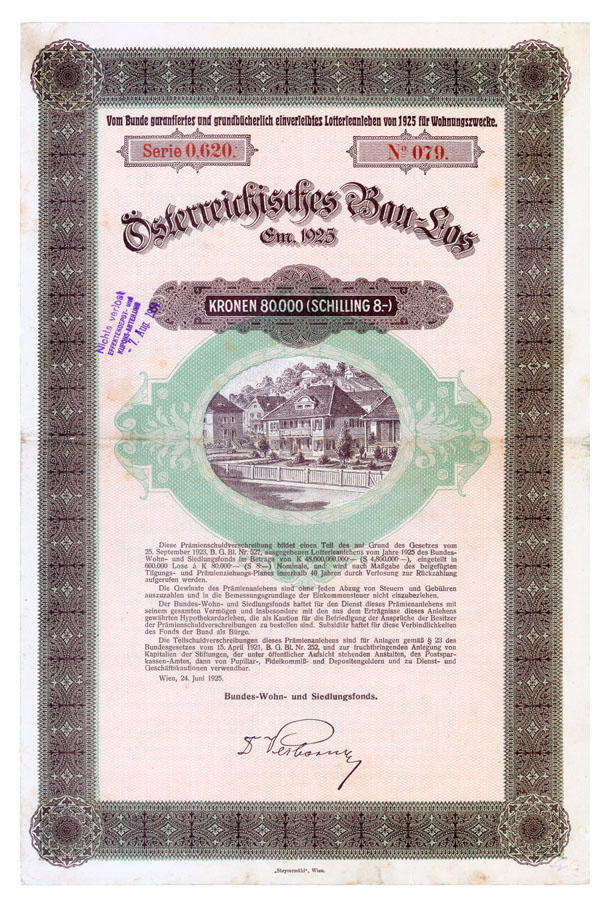 Vom Bunde garantiertes und grundbücherlich einverleibtes Lotterieanlehen von 1925 für Wohnungszwecke.
Serie 0,620.
No 079.
Österreichisches Bau-Los
Em. 1925
KRONEN 80.000 (SCHILLING 8.-)
Nichts verlost
EFFEKTENDEPOT- und
KUPONS-ABTEILUNG
- 7. Aug.
Diese Prämienschuldverschreibung bildet einen Teil des auf Grund des Gesetzes vom
25. September 1923, B. G. Bl. Nr. 527, ausgegebenen Lotterieanlehens vom Jahre 1925 des Bundes-
Wohn- und Siedlungsfonds im Betrage von K 48,000,000.000·— (S 4,800.000·—), eingeteilt in
600.000 Lose à K 80.000·— (S 8·—) Nominale, und wird nach Maßgabe des beigefügten
Tilgungs- und Prämienziehungs-Planes innerhalb 40 Jahren durch Verlosung zur Rückzahlung
aufgerufen werden.
Die Gewinste des Prämienanlehens sind ohne jeden Abzug von Steuern und Gebühren
auszuzahlen und in die Bemessungsgrundlage der Einkommensteuer nicht einzubeziehen.
Der Bundes-Wohn- und Siedlungsfonds haftet für den Dienst dieses Prämienanlehens mit
seinem gesamten Vermögen und insbesondere mit den aus dem Erträgnisse dieses Anlehens
gewährten Hypothekardarlehen, die als Kaution für die Befriedigung der Ansprüche der Besitzer
der Prämienschuldverschreibungen zu bestellen sind. Subsidiär haftet für diese Verbindlichkeiten
des Fonds der Bund als Bürge.
Die Teilschuldverschreibungen dieses Prämienanlehens sind für Anlagen gemäß § 23 des
Bundesgesetzes vom 15. April 1921, B. G. Bl. Nr. 252, und zur fruchtbringenden Anlegung von
Kapitalien der Stiftungen, der unter öffentlicher Aufsicht stehenden Anstalten, des Postspar-
kassen-Amtes, dann von Pupillar-, Fideikommiß- und Depositengeldern und zu Dienst- und
Geschäftskautionen verwendbar.
Wien, 24. Juni 1925.
Bundes-Wohn- und Siedlungsfonds.
„Steyrermühl“, Wien.